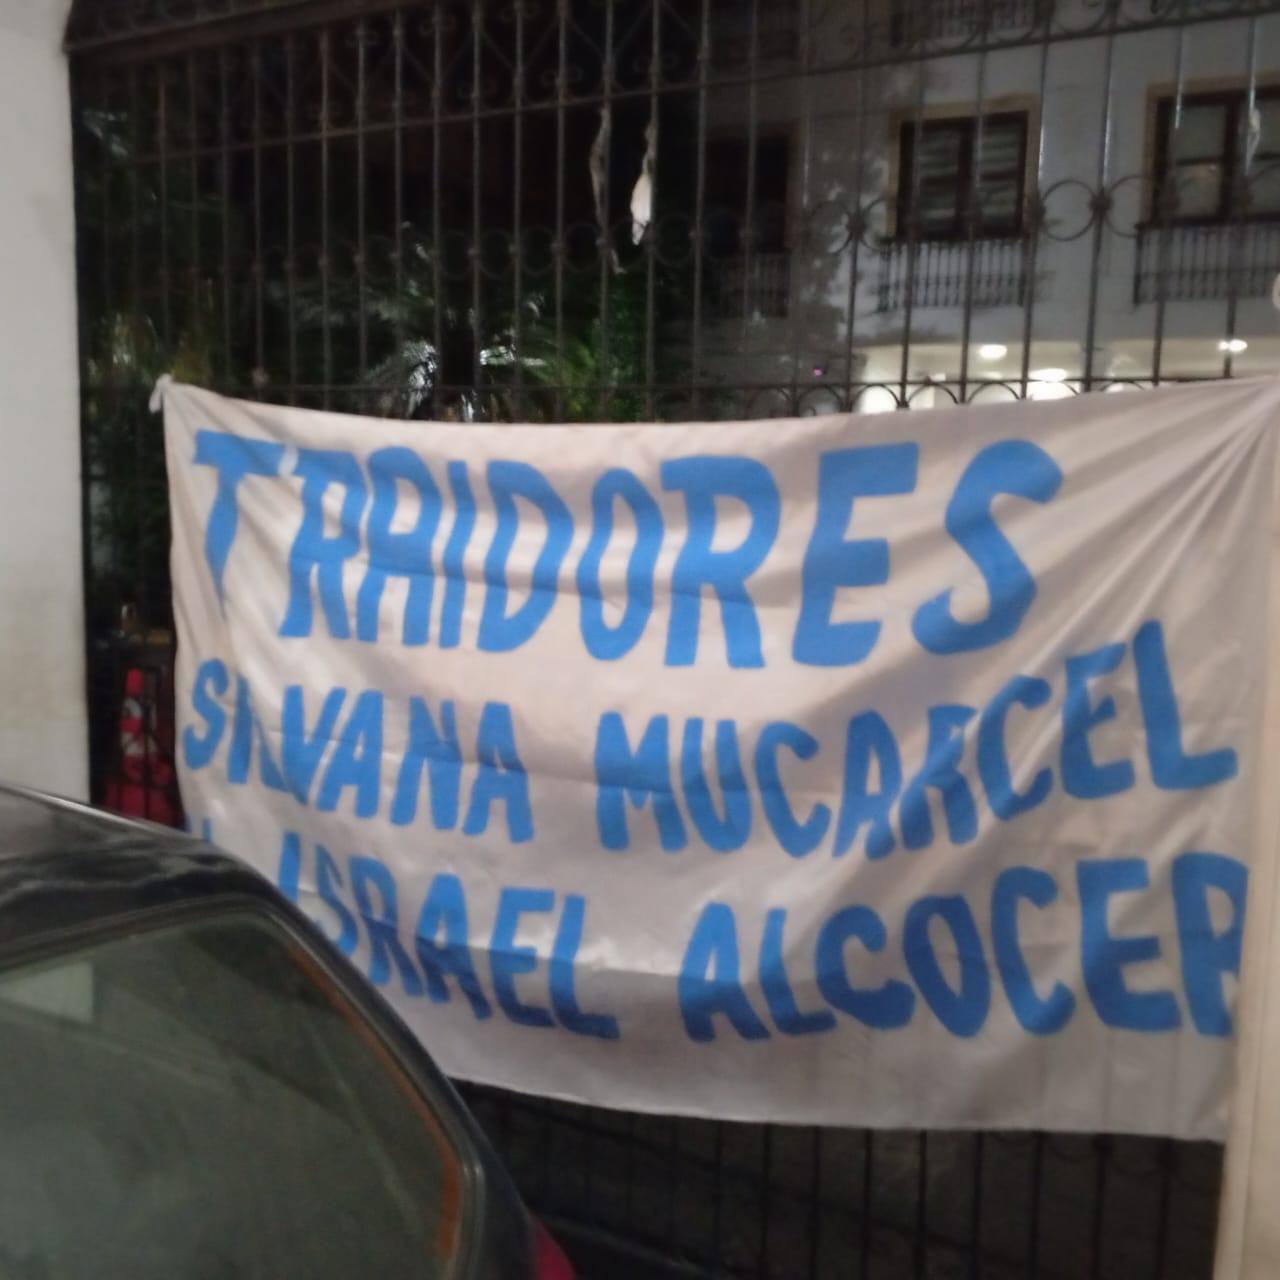 TRAIDORES
SILVANA MUCARCEL
ISRAEL ALCOCER